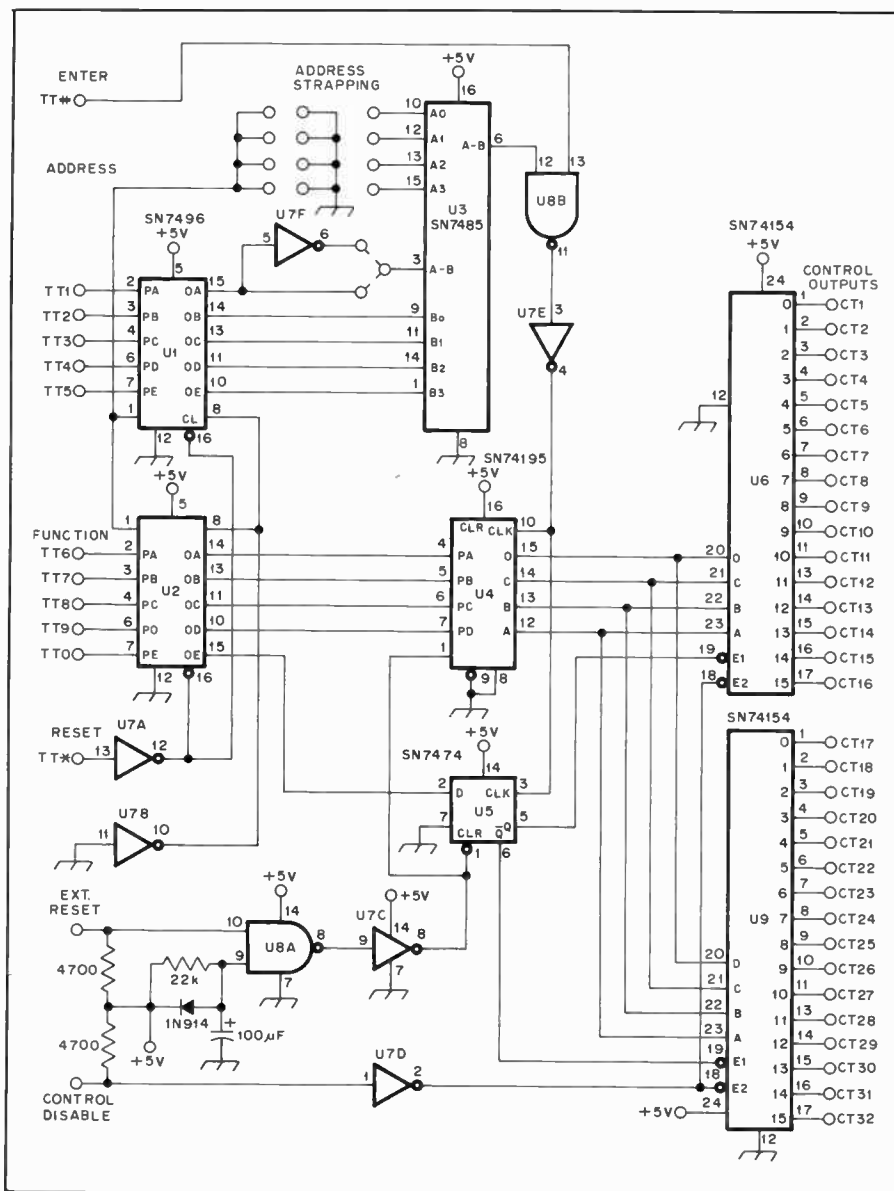 ENTER
TT#
ADDRESS
STRAPPING
+5V
16
10 A0
12 A1
13 A2
15 A3
A-B 6
12 13
U8B
11
ADDRESS
U3
SN7485
SN7496
+5V
5
U7F
5 6
3 A-B
TT1 2 PA OA 15
TT2 3 PB OB 14
TT3 4 PC OC 13
TT4 6 PD OD 11
TT5 7 PE OE 10
U1
1 CL 8
12 16
9 B0
11 B1
14 B2
1 B3
8
U7E
3
4
SN74154
+5V
24
CONTROL
OUTPUTS
0 1 CT1
1 2 CT2
2 3 CT3
3 4 CT4
4 5 CT5
5 6 CT6
6 7 CT7
7 8 CT8
8 9 CT9
9 10 CT10
10 11 CT11
11 13 CT12
12 14 CT13
13 15 CT14
14 16 CT15
15 17 CT16
12
U6
20 D
21 C
22 B
23 A
19 E1
18 E2
+5V
5
1 8
FUNCTION
TT6 2 PA OA 14
TT7 3 PB OB 13
TT8 4 PC OC 11
TT9 6 PD OD 10
TT0 7 PE OE 15
U2
12 16
SN74195
+5V
16
CLR CLK 10
4 PA D 15
5 PB C 14
6 PC B 13
7 PD A 12
U4
1
9 8
RESET
TT*
U7A
13 12
U7B
11 10
SN7474
+5V
14
2 D CLK 3
U5
7 Q 5
CLR Q̅
1 6
SN74154
0 1 CT17
1 2 CT18
2 3 CT19
3 4 CT20
4 5 CT21
5 6 CT22
6 7 CT23
7 8 CT24
8 9 CT25
9 10 CT26
10 11 CT27
11 13 CT28
12 14 CT29
13 15 CT30
14 16 CT31
15 17 CT32
U9
20 D
21 C
22 B
23 A
19 E1
18 E2
+5V 24
12
EXT.
RESET
4700
4700
+5V
22k
1N914
+
100µF
+5V
14
10
9
U8A
8
7
U7C
+5V
9 14 8
7
U7D
1 2
CONTROL
DISABLE